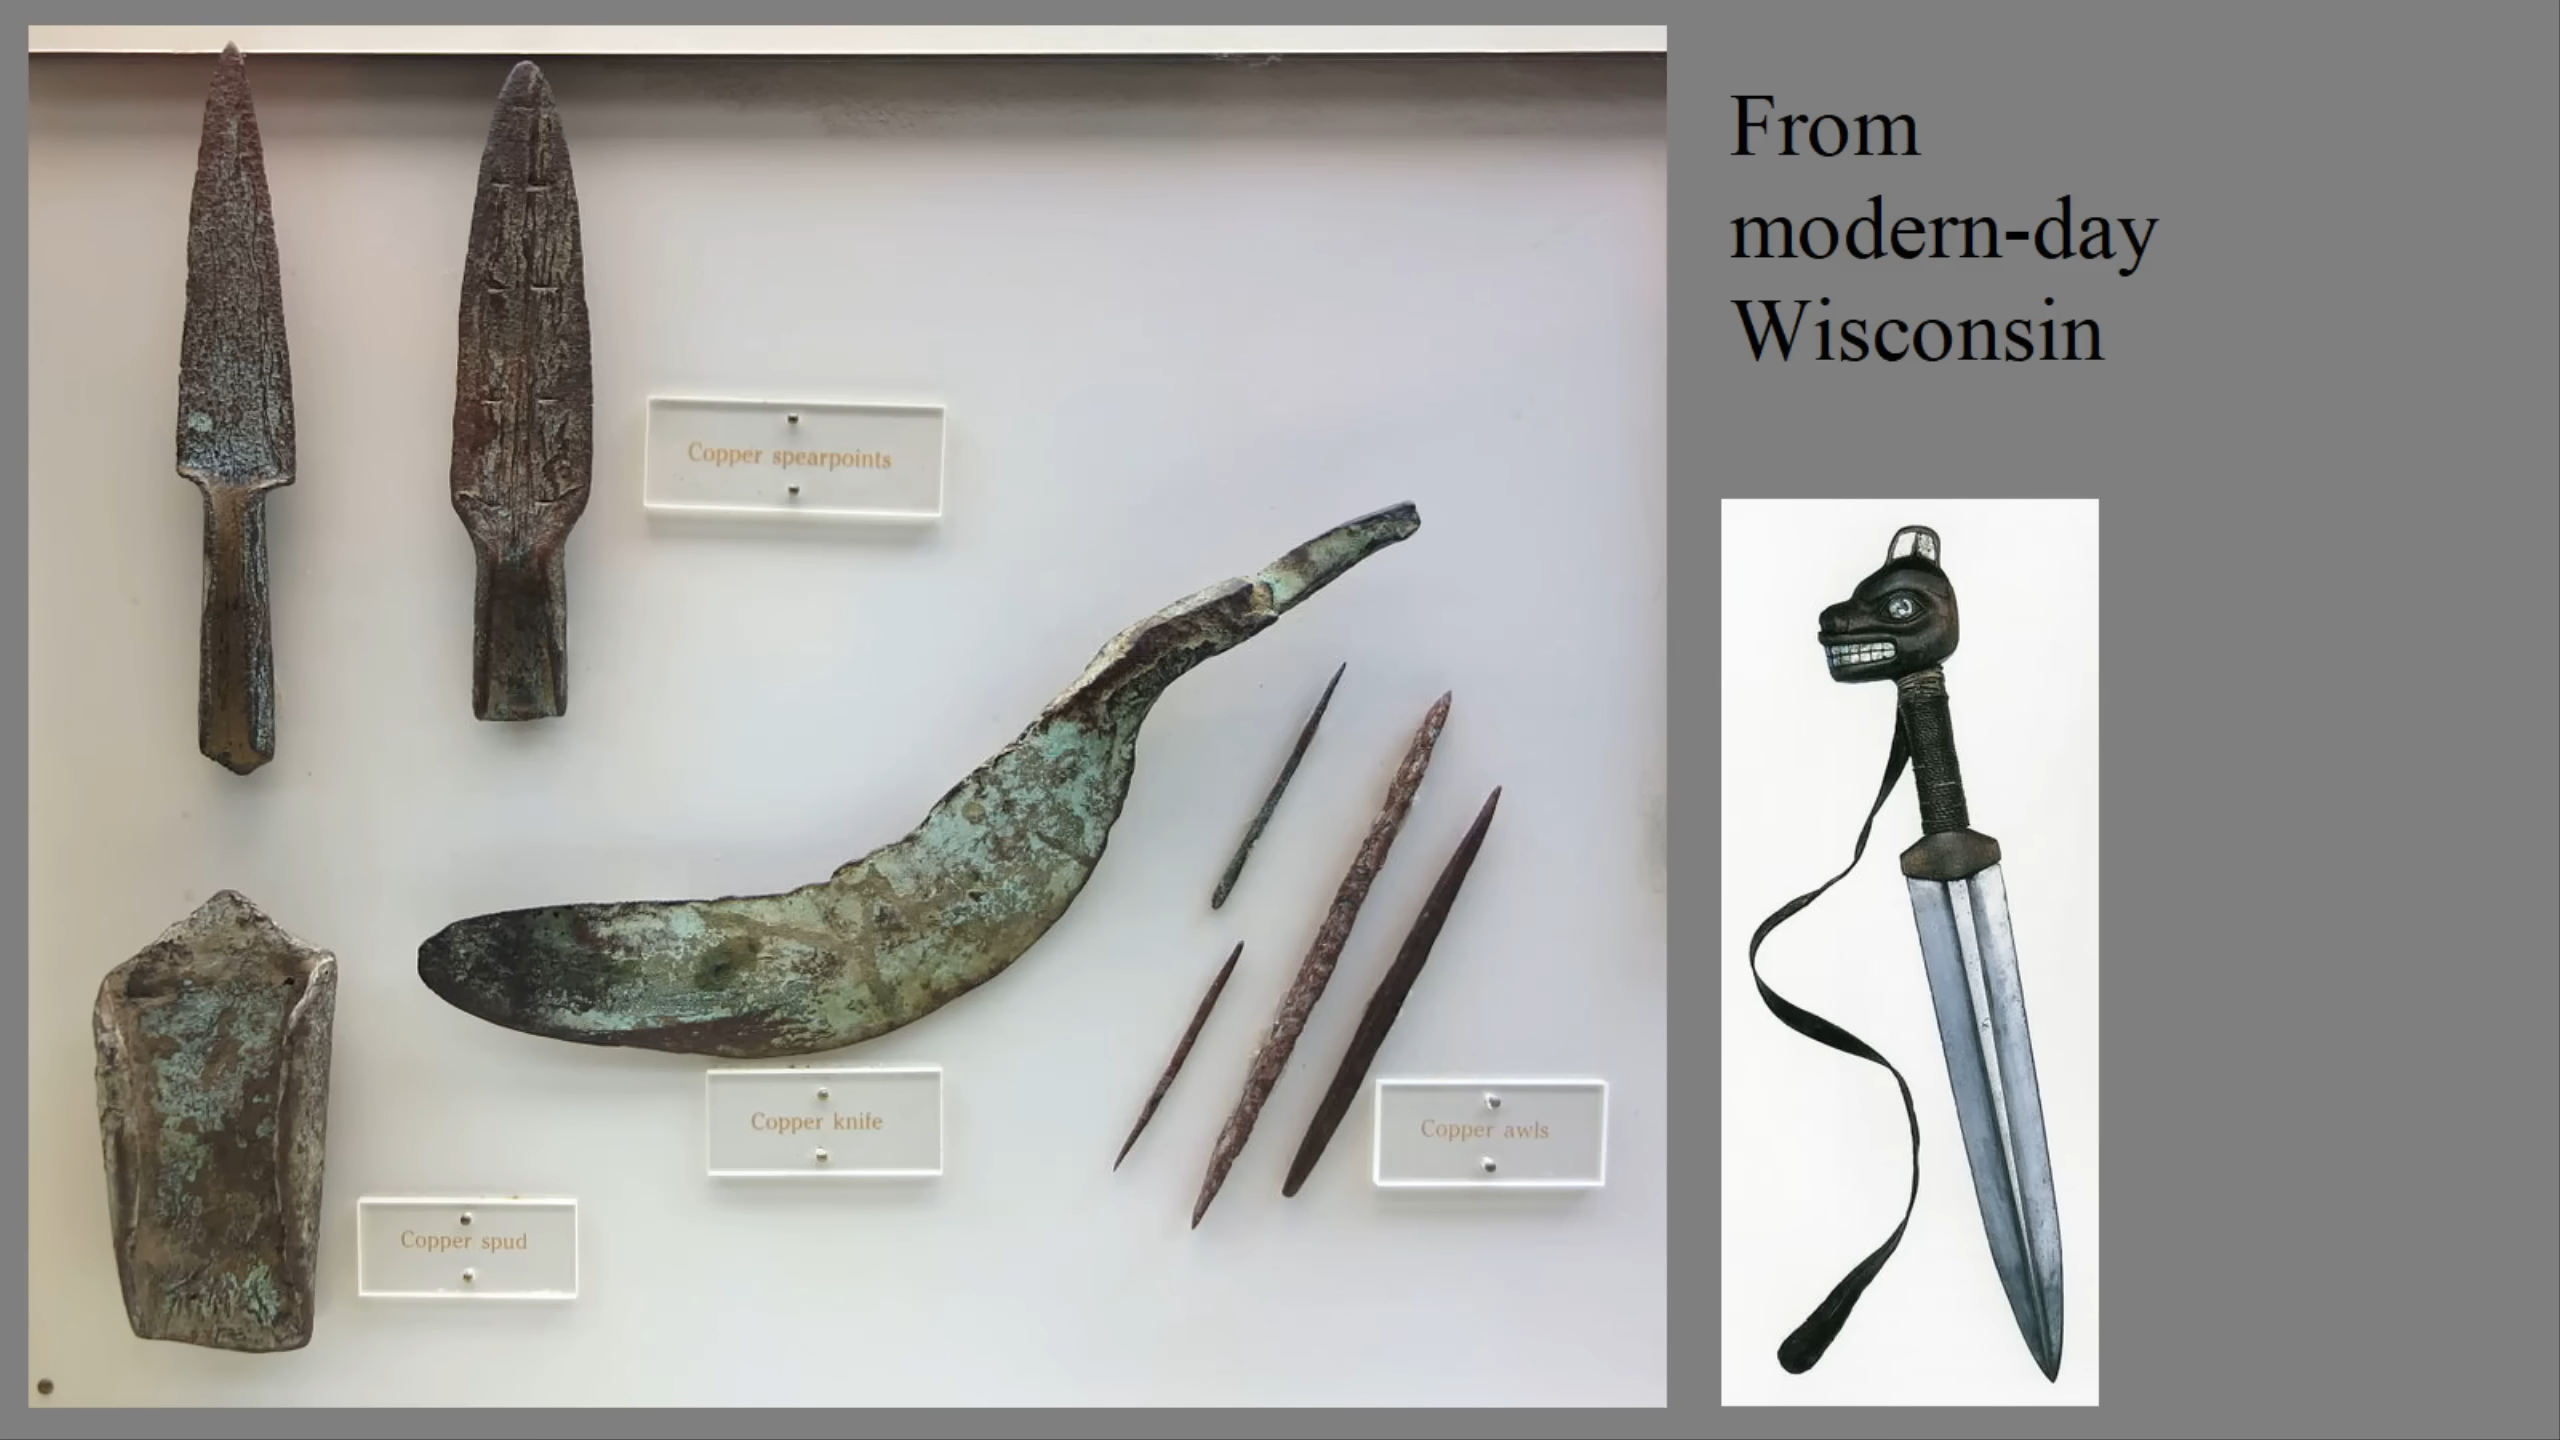 From
modern-day
Wisconsin
Copper spearpoints
Copper knife
Copper awls
Copper spud